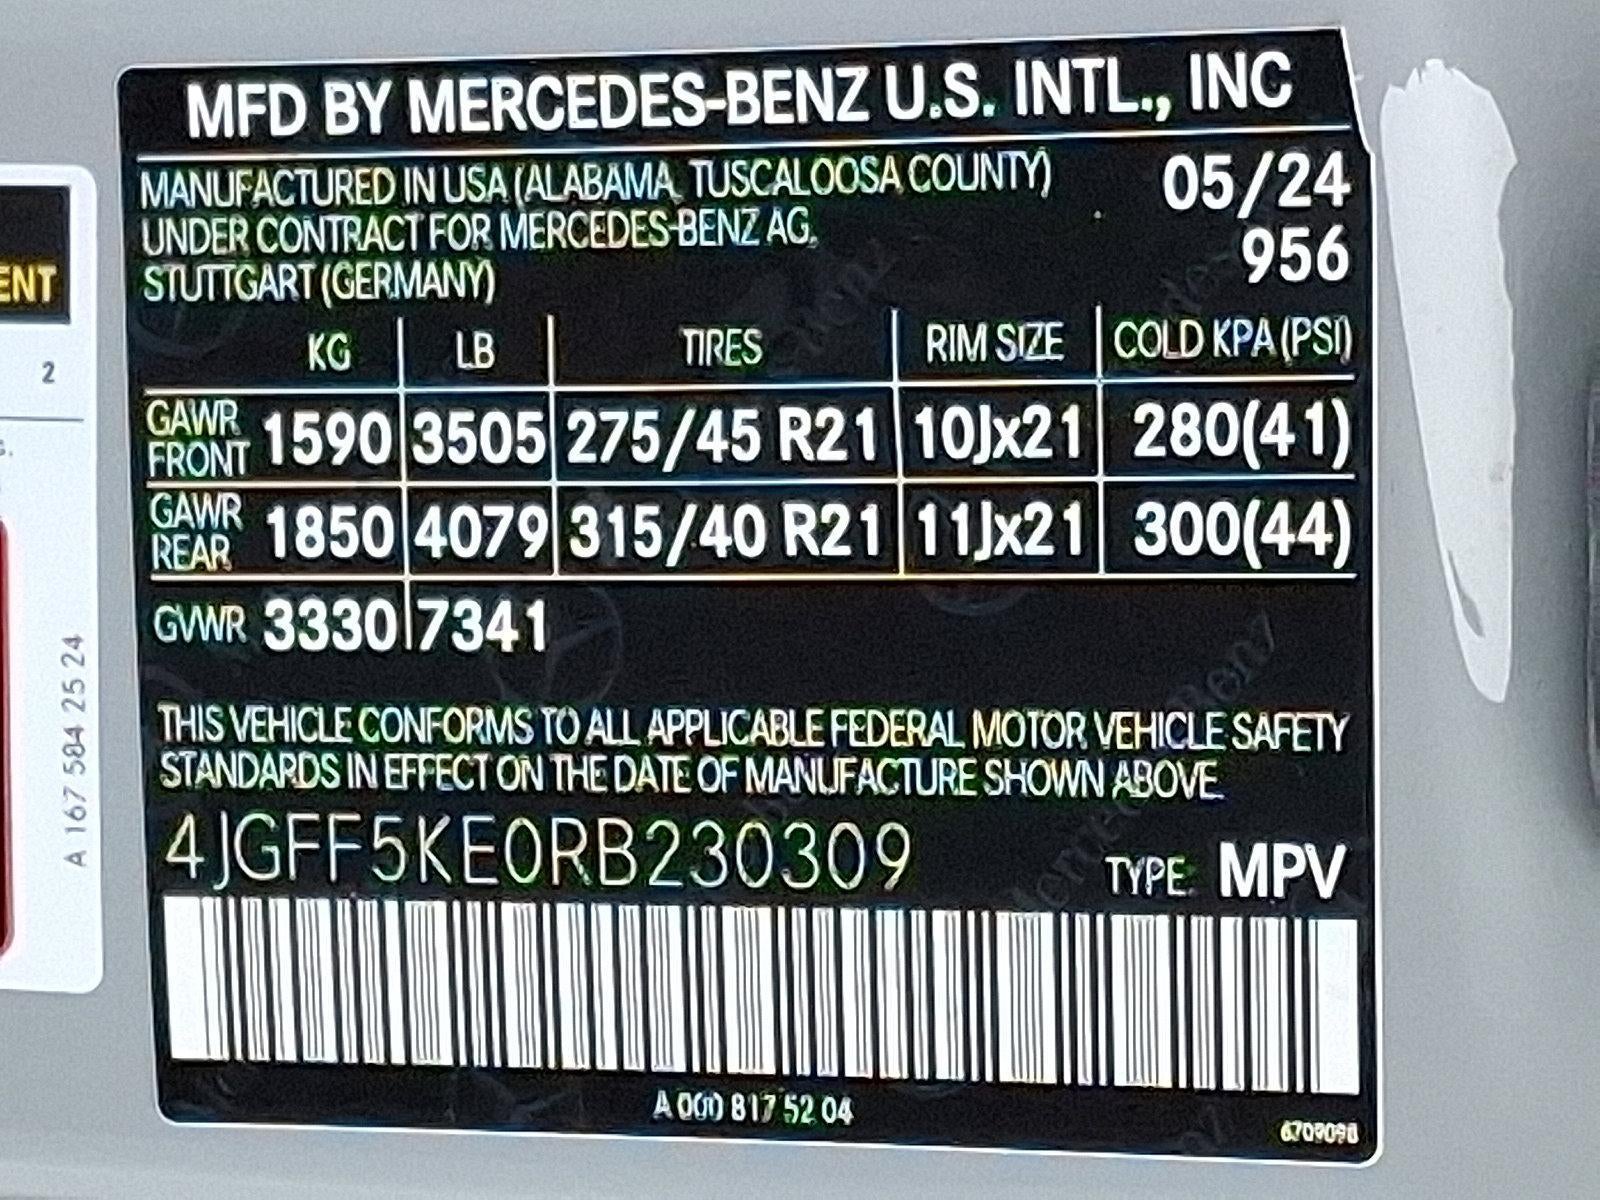 MFD BY MERCEDES-BENZ U.S. INTL., INC
MANUFACTURED IN USA (ALABAMA, TUSCALOOSA COUNTY) 05/24
UNDER CONTRACT FOR MERCEDES-BENZ AG, 956
STUTTGART (GERMANY)
KG LB TIRES RIM SIZE COLD KPA (PSI)
GAWR FRONT 1590 3505 275/45 R21 10Jx21 280(41)
GAWR REAR 1850 4079 315/40 R21 11Jx21 300(44)
GVWR 3330 7341
THIS VEHICLE CONFORMS TO ALL APPLICABLE FEDERAL MOTOR VEHICLE SAFETY
STANDARDS IN EFFECT ON THE DATE OF MANUFACTURE SHOWN ABOVE.
4JGFF5KE0RB230309 TYPE: MPV
A 000 817 52 04
6709098
ENT
2
A 167 584 25 24